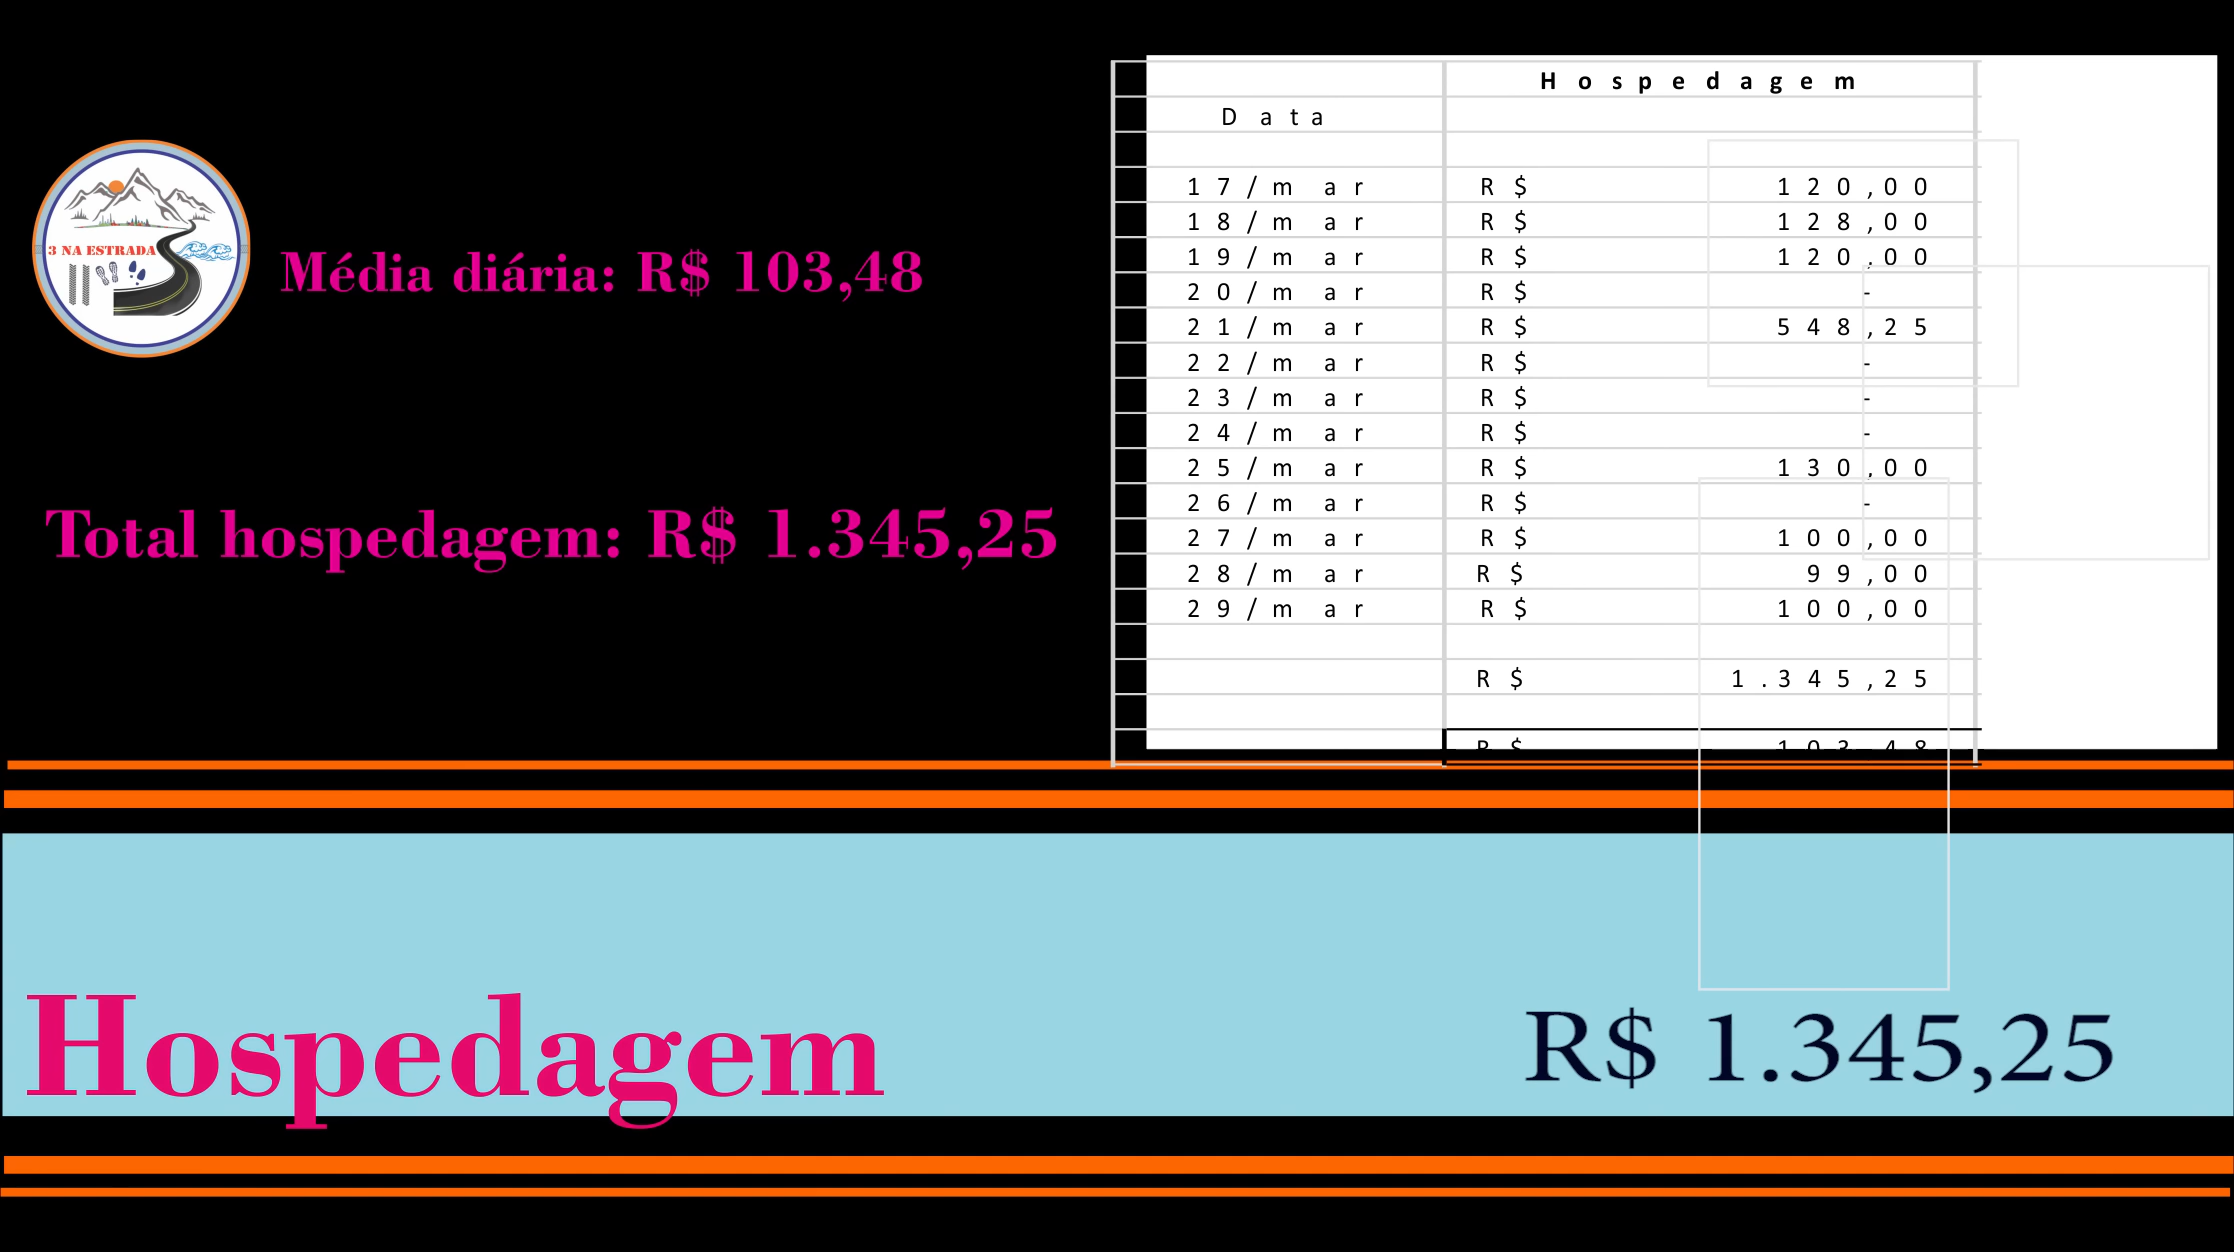 Hospedagem
Data
17/mar R$ 120,00
18/mar R$ 128,00
19/mar R$ 120,00
20/mar R$ -
21/mar R$ 548,25
22/mar R$ -
23/mar R$ -
24/mar R$ -
25/mar R$ 130,00
26/mar R$ -
27/mar R$ 100,00
28/mar R$ 99,00
29/mar R$ 100,00
R$ 1.345,25
R$ 103,48
3 NA ESTRADA
Média diária: R$ 103,48
Total hospedagem: R$ 1.345,25
Hospedagem
R$ 1.345,25